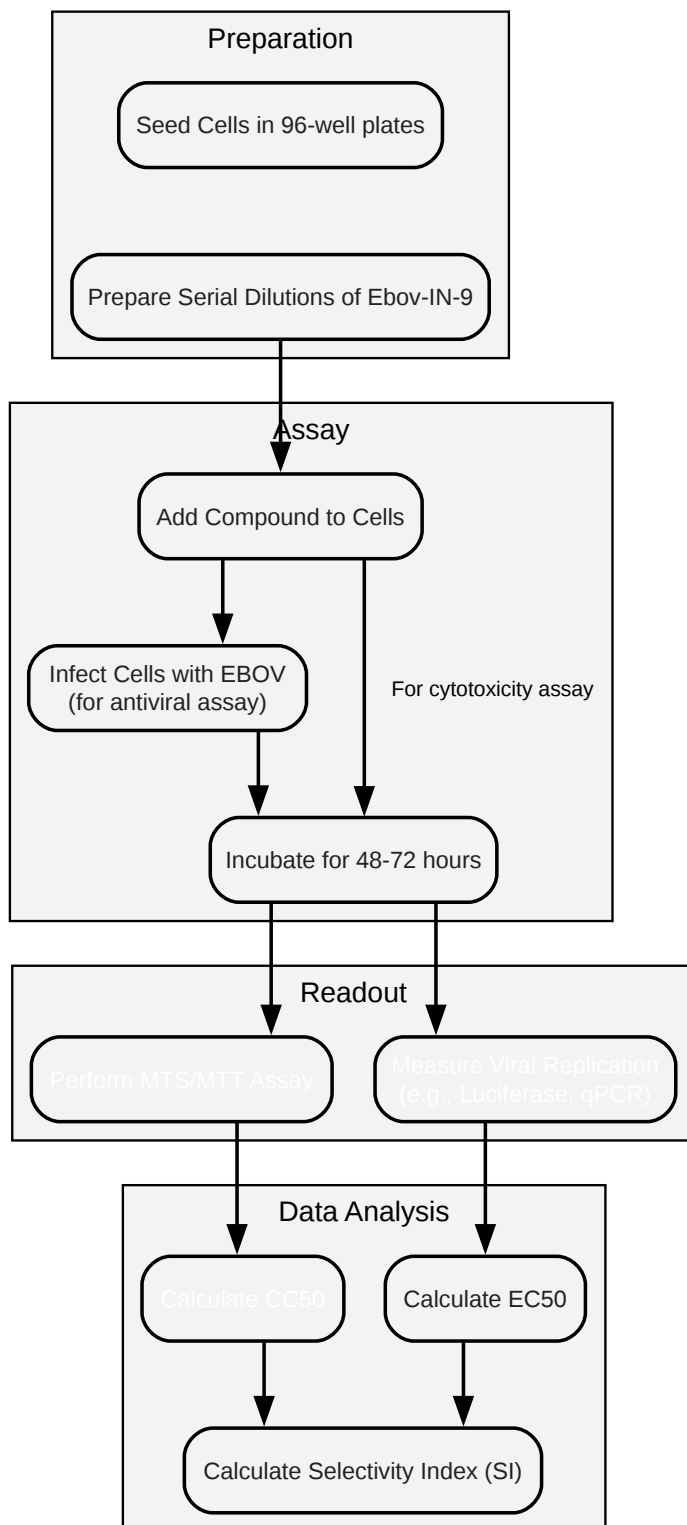 Preparation
Seed Cells in 96-well plates
Prepare Serial Dilutions of Ebov-IN-9
Assay
Add Compound to Cells
Infect Cells with EBOV
(for antiviral assay)
For cytotoxicity assay
Incubate for 48-72 hours
Readout
Perform MTS/MTT Assay
Measure Viral Replication
(e.g., Luciferase, qPCR)
Data Analysis
Calculate CC50
Calculate EC50
Calculate Selectivity Index (SI)